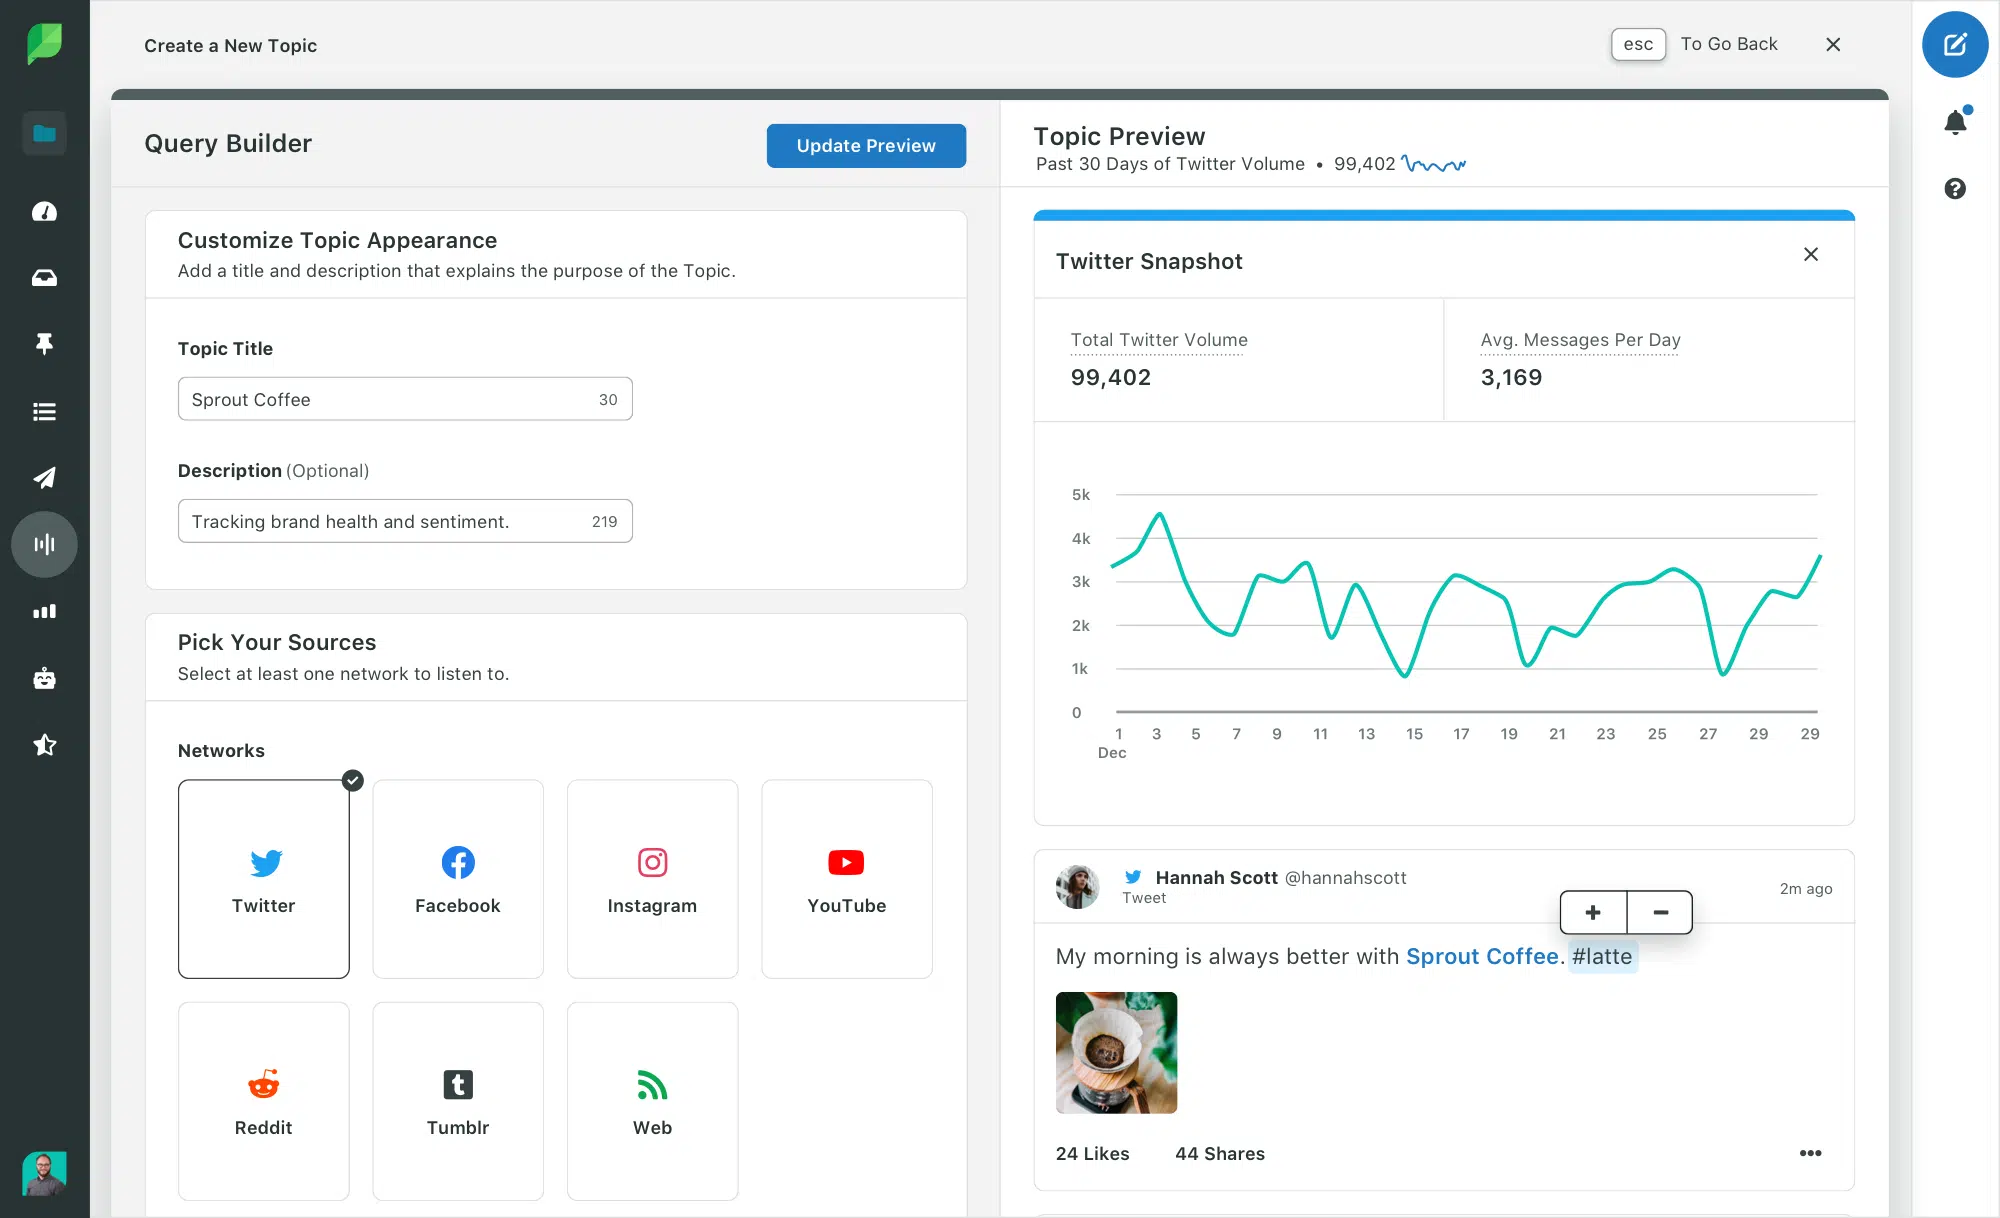 Create a New Topic
esc To Go Back
Query Builder
Update Preview
Customize Topic Appearance
Add a title and description that explains the purpose of the Topic.
Topic Title
Sprout Coffee 30
Description (Optional)
Tracking brand health and sentiment. 219
Pick Your Sources
Select at least one network to listen to.
Networks
Twitter
Facebook
Instagram
YouTube
Reddit
Tumblr
Web
Topic Preview
Past 30 Days of Twitter Volume • 99,402
Twitter Snapshot
Total Twitter Volume
99,402
Avg. Messages Per Day
3,169
5k
4k
3k
2k
1k
0
1 3 5 7 9 11 13 15 17 19 21 23 25 27 29 29
Dec
Hannah Scott @hannahscott
Tweet
2m ago
My morning is always better with Sprout Coffee. #latte
24 Likes 44 Shares